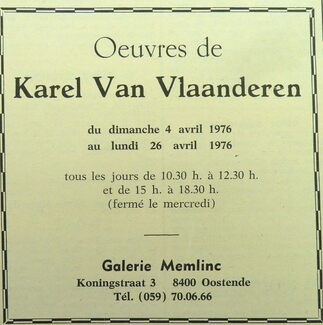 Oeuvres de
Karel Van Vlaanderen
du dimanche 4 avril 1976
au lundi 26 avril 1976
tous les jours de 10.30 h. à 12.30 h.
et de 15 h. à 18.30 h.
(fermé le mercredi)
Galerie Memlinc
Koningstraat 3 8400 Oostende
Tél. (059) 70.06.66